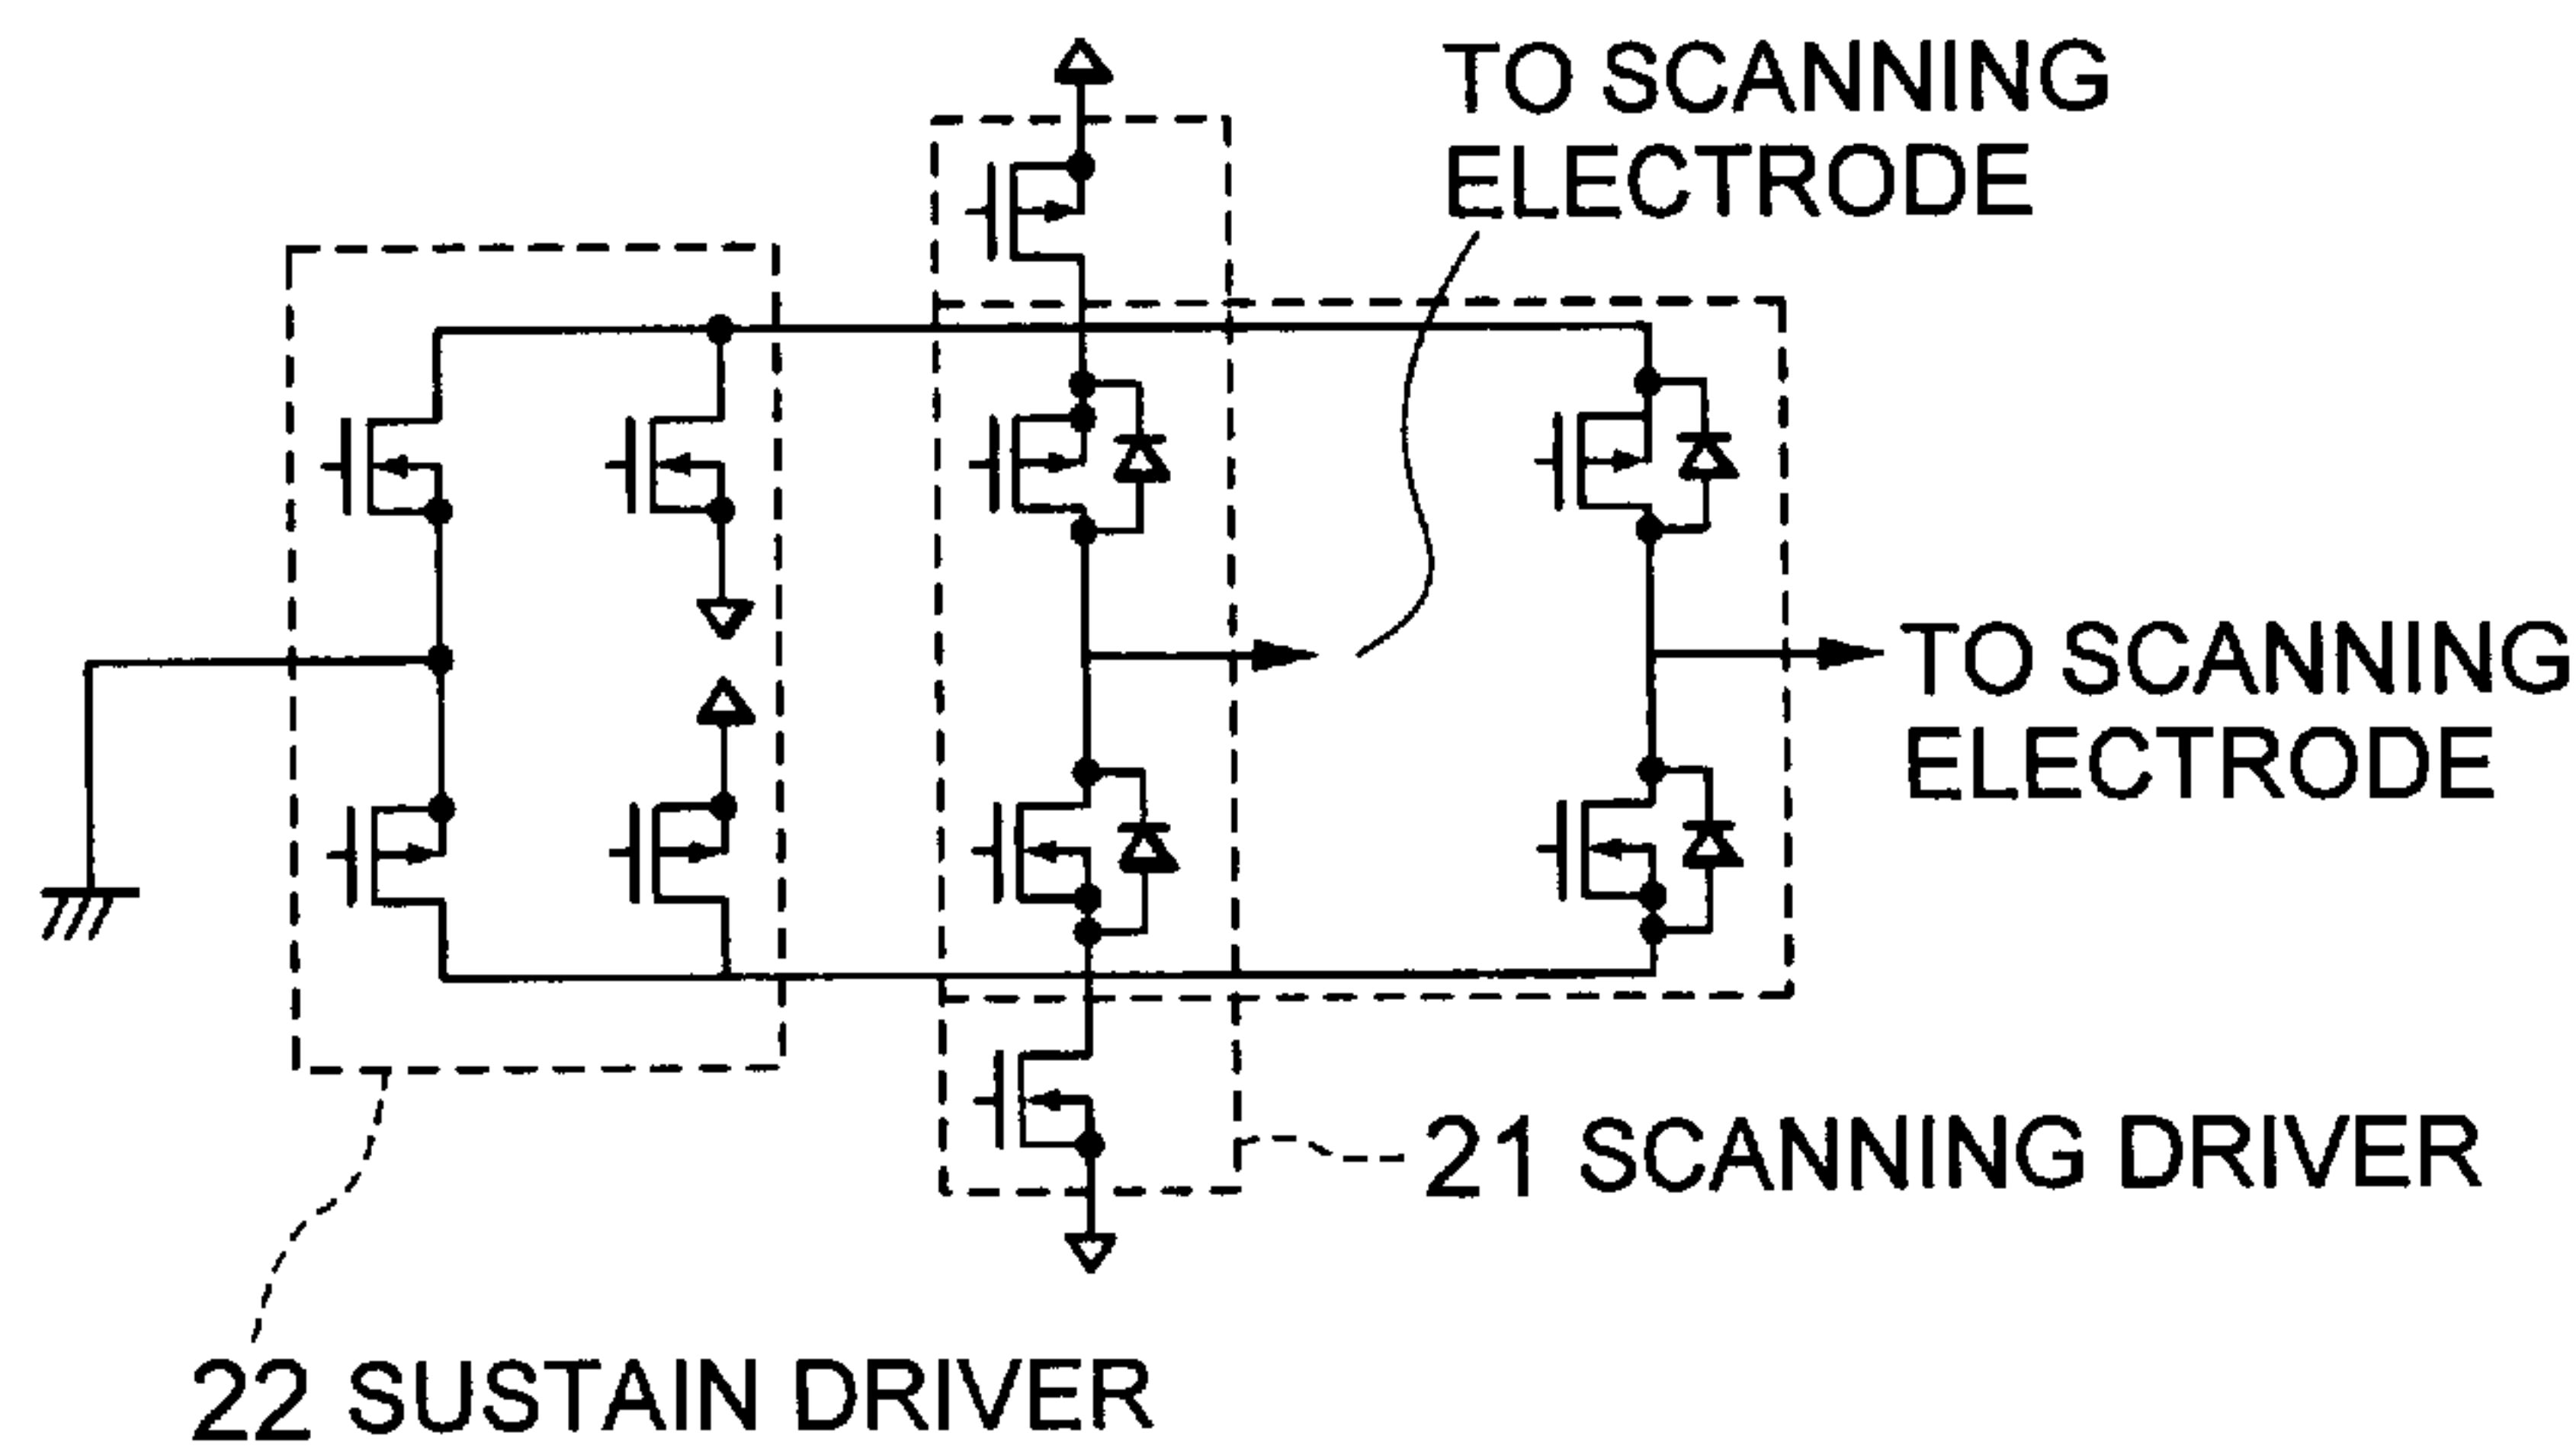 TO SCANNING
ELECTRODE
TO SCANNING
ELECTRODE
21 SCANNING DRIVER
22 SUSTAIN DRIVER